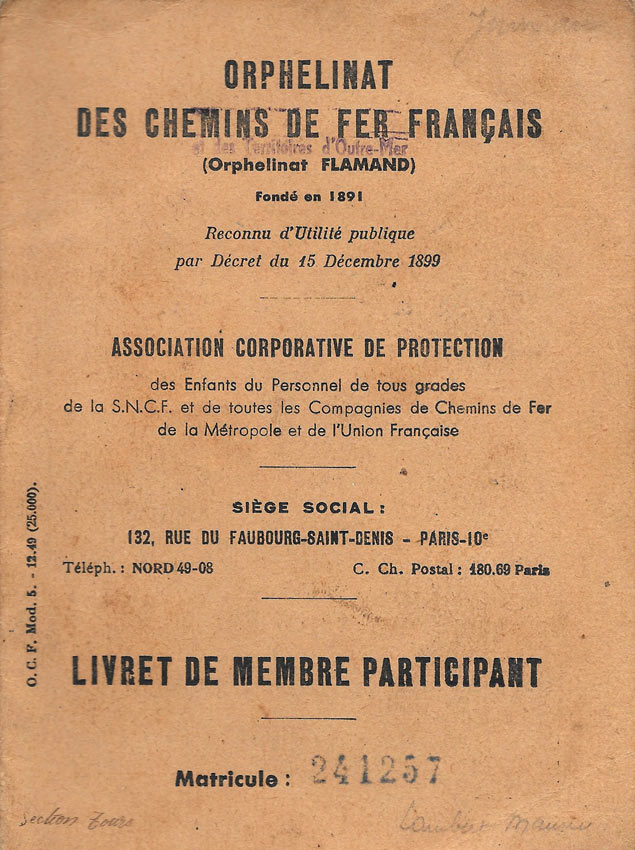 ORPHELINAT
DES CHEMINS DE FER FRANÇAIS
et des Territoires d'Outre-Mer
(Orphelinat FLAMAND)
Fondé en 1891
Reconnu d'Utilité publique
par Décret du 15 Décembre 1899
ASSOCIATION CORPORATIVE DE PROTECTION
des Enfants du Personnel de tous grades
de la S.N.C.F. et de toutes les Compagnies de Chemins de Fer
de la Métropole et de l'Union Française
SIÈGE SOCIAL :
132, RUE DU FAUBOURG-SAINT-DENIS - PARIS-10e
Téléph. : NORD 49-08 C. Ch. Postal : 180.69 Paris
O. C. F. Mod. 5. - 12.49 (25.000).
LIVRET DE MEMBRE PARTICIPANT
Matricule : 241257
Section Tours
Lambert